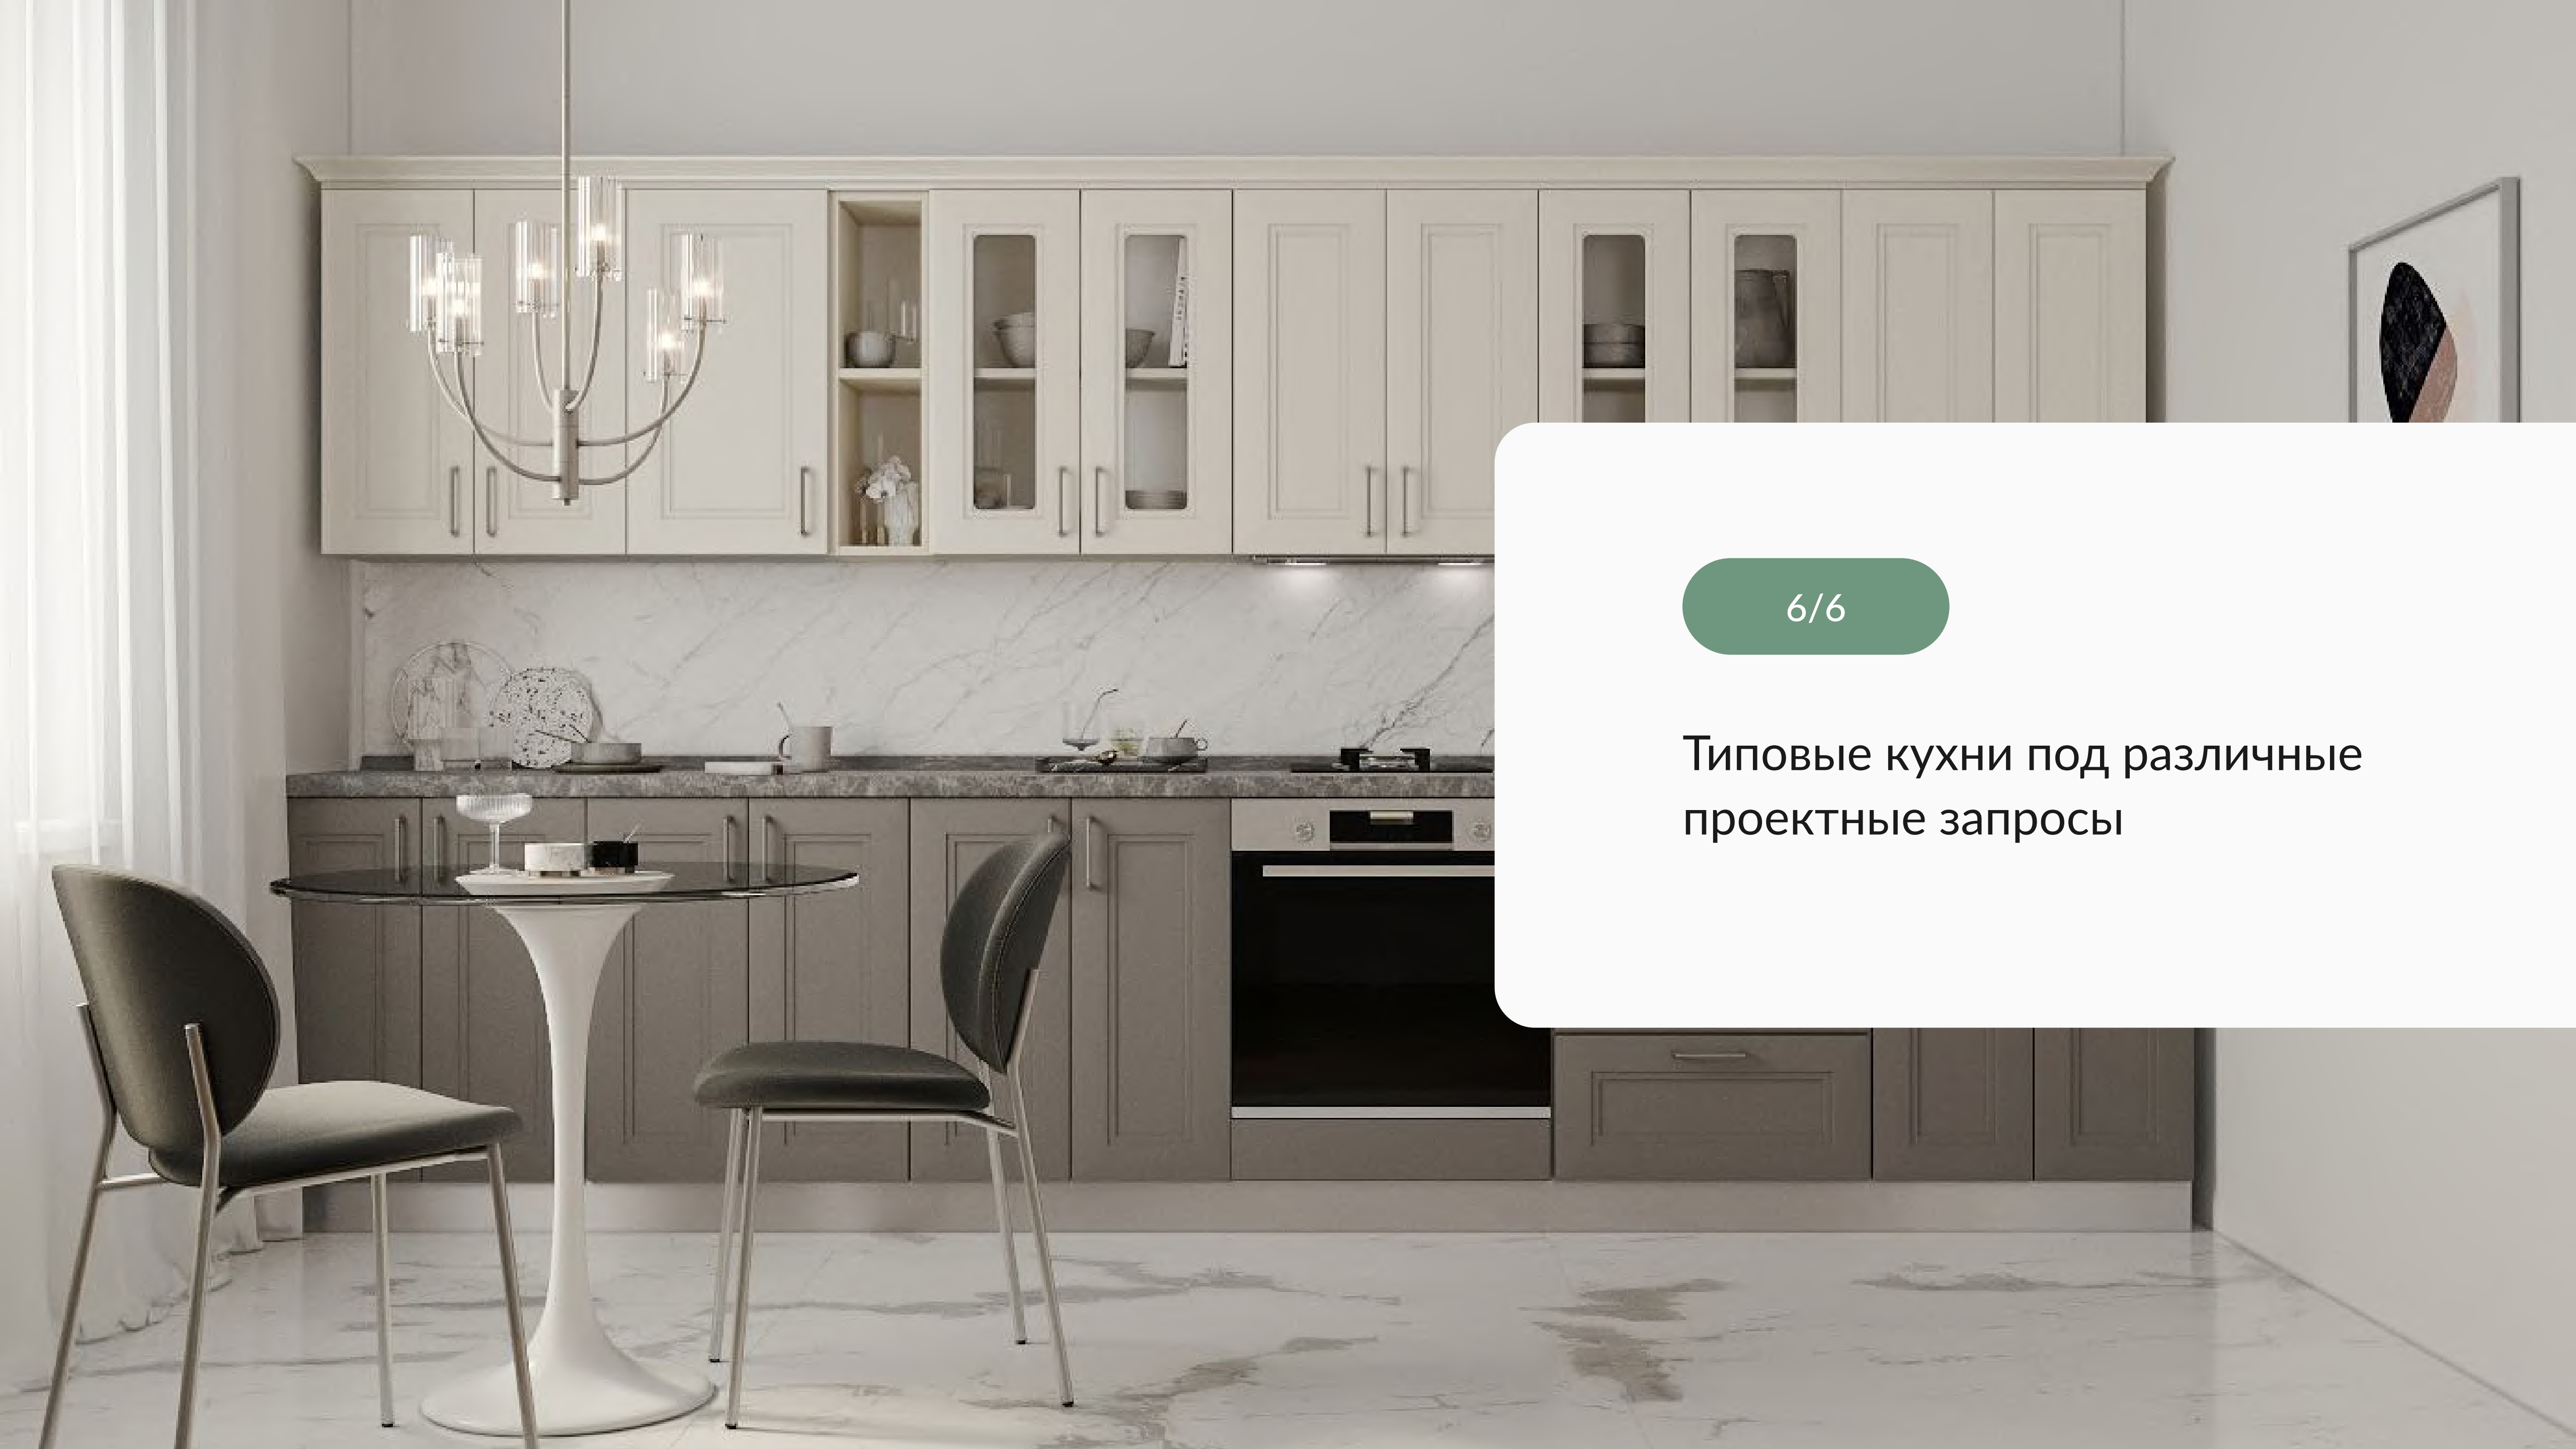 6/6
Типовые кухни под различные
проектные запросы